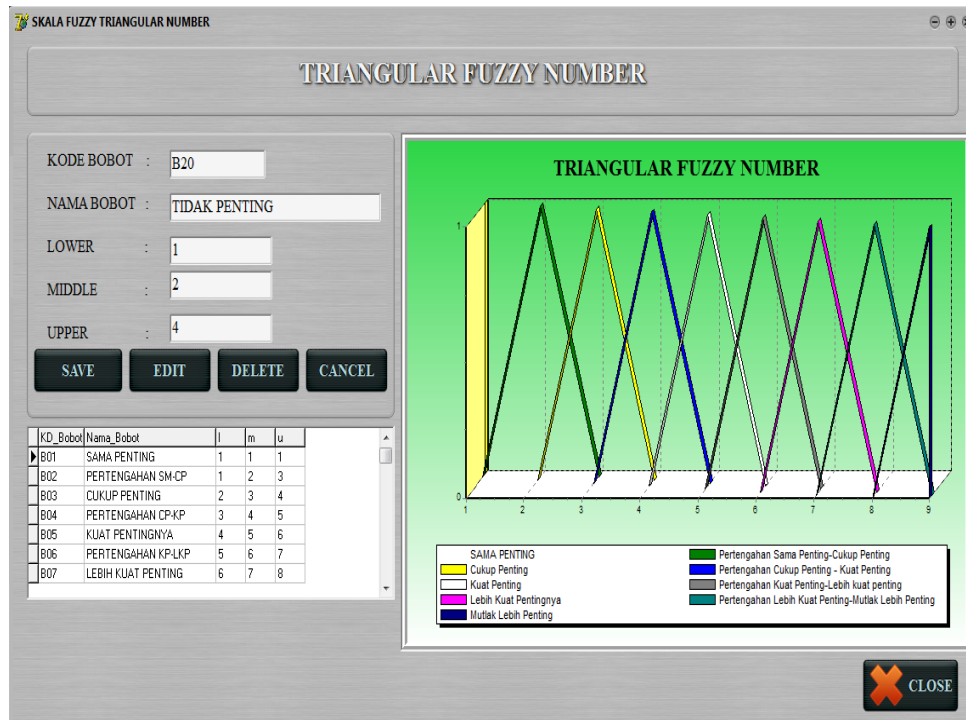 SKALA FUZZY TRIANGULAR NUMBER
TRIANGULAR FUZZY NUMBER
KODE BOBOT : B20
NAMA BOBOT : TIDAK PENTING
LOWER : 1
MIDDLE : 2
UPPER : 4
SAVE EDIT DELETE CANCEL
KD_Bobot Nama_Bobot l m u
B01 SAMA PENTING 1 1 1
B02 PERTENGAHAN SM-CP 1 2 3
B03 CUKUP PENTING 2 3 4
B04 PERTENGAHAN CP-KP 3 4 5
B05 KUAT PENTINGNYA 4 5 6
B06 PERTENGAHAN KP-LKP 5 6 7
B07 LEBIH KUAT PENTING 6 7 8
TRIANGULAR FUZZY NUMBER
1
0
1 2 3 4 5 6 7 8 9
SAMA PENTING Pertengahan Sama Penting-Cukup Penting
Cukup Penting Pertengahan Cukup Penting - Kuat Penting
Kuat Penting Pertengahan Kuat Penting-Lebih kuat penting
Lebih Kuat Pentingnya Pertengahan Lebih Kuat Penting-Mutlak Lebih Penting
Mutlak Lebih Penting
CLOSE